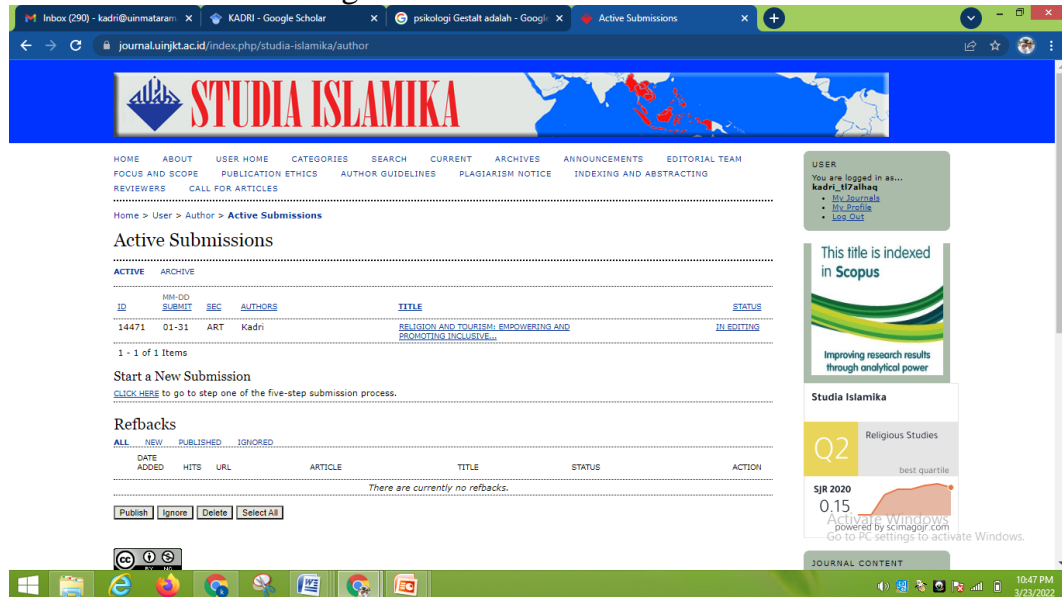 Inbox (290) - kadri@uinmataram.
KADRI - Google Scholar
psikologi Gestalt adalah - Google
Active Submissions
journal.uinjkt.ac.id/index.php/studia-islamika/author
STUDIA ISLAMIKA
HOME ABOUT USER HOME CATEGORIES SEARCH CURRENT ARCHIVES ANNOUNCEMENTS EDITORIAL TEAM
FOCUS AND SCOPE PUBLICATION ETHICS AUTHOR GUIDELINES PLAGIARISM NOTICE INDEXING AND ABSTRACTING
REVIEWERS CALL FOR ARTICLES
Home > User > Author > Active Submissions
Active Submissions
ACTIVE ARCHIVE
MM-DD
ID SUBMIT SEC AUTHORS TITLE STATUS
14471 01-31 ART Kadri RELIGION AND TOURISM: EMPOWERING AND IN EDITING
PROMOTING INCLUSIVE...
1 - 1 of 1 Items
Start a New Submission
CLICK HERE to go to step one of the five-step submission process.
Refbacks
ALL NEW PUBLISHED IGNORED
DATE
ADDED HITS URL ARTICLE TITLE STATUS ACTION
There are currently no refbacks.
Publish Ignore Delete Select All
cc
USER
You are logged in as...
kadri_tl7alhaq
My Journals
My Profile
Log Out
This title is indexed
in Scopus
Improving research results
through analytical power
Studia Islamika
Q2 Religious Studies
best quartile
SJR 2020
0.15
powered by scimagojr.com
Activate Windows
Go to PC settings to activate Windows.
JOURNAL CONTENT
10:47 PM
3/23/2022